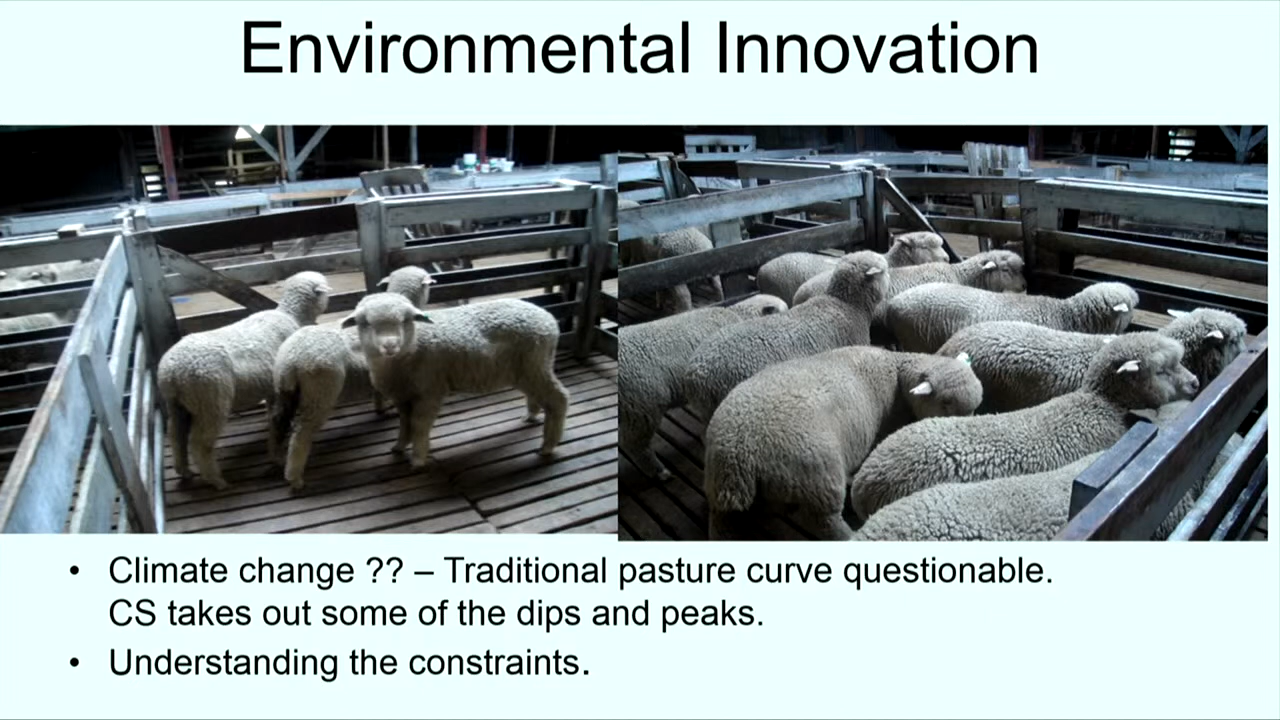 Environmental Innovation
• Climate change ?? – Traditional pasture curve questionable.
CS takes out some of the dips and peaks.
• Understanding the constraints.